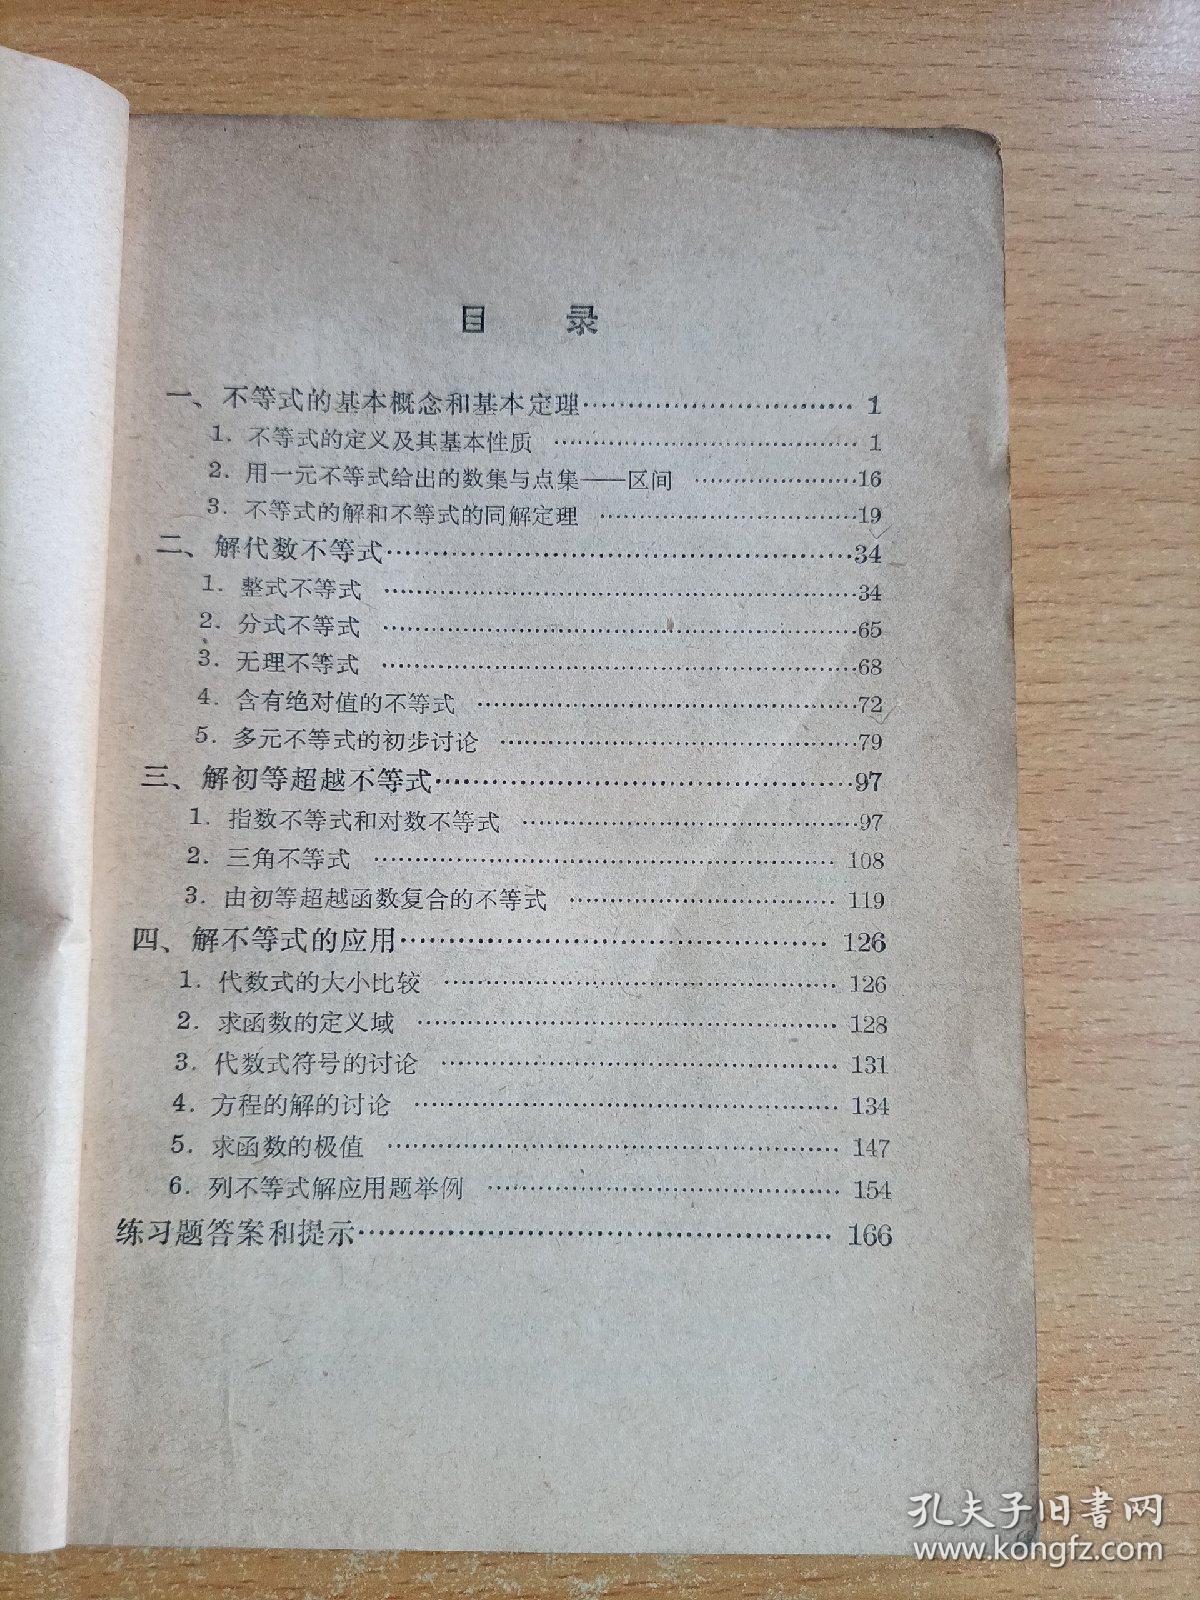 目 录
一、不等式的基本概念和基本定理…………………………1
1. 不等式的定义及其基本性质…………………………1
2. 用一元不等式给出的数集与点集——区间…………………16
3. 不等式的解和不等式的同解定理…………………………19
二、解代数不等式…………………………34
1. 整式不等式…………………………34
2. 分式不等式…………………………65
3. 无理不等式…………………………68
4. 含有绝对值的不等式…………………………72
5. 多元不等式的初步讨论…………………………79
三、解初等超越不等式…………………………97
1. 指数不等式和对数不等式…………………………97
2. 三角不等式…………………………108
3. 由初等超越函数复合的不等式…………………………119
四、解不等式的应用…………………………126
1. 代数式的大小比较…………………………126
2. 求函数的定义域…………………………128
3. 代数式符号的讨论…………………………131
4. 方程的解的讨论…………………………134
5. 求函数的极值…………………………147
6. 列不等式解应用题举例…………………………154
练习题答案和提示…………………………166
孔夫子旧书网
www.kongfz.com